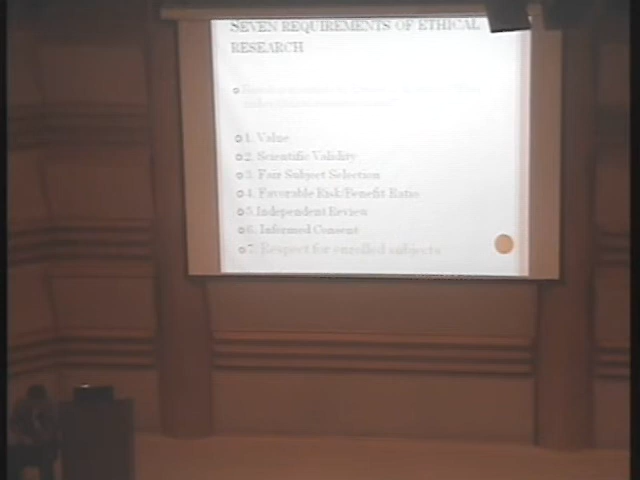 SEVEN REQUIREMENTS OF ETHICAL
RESEARCH
1. Value
2. Scientific Validity
3. Fair Subject Selection
4. Favorable Risk/Benefit Ratio
5. Independent Review
6. Informed Consent
7. Respect for enrolled subjects